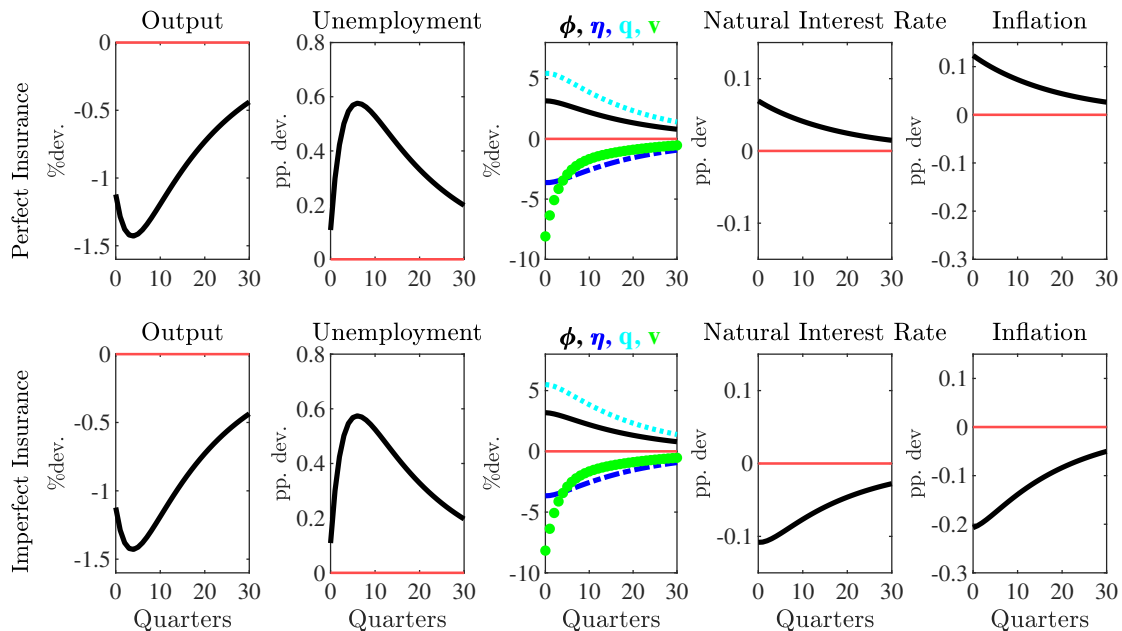 Output
Unemployment
ϕ, η, q, v
Natural Interest Rate
Inflation
Perfect Insurance
%dev.
0
-0.5
-1
-1.5
0 10 20 30
pp. dev.
0.8
0.6
0.4
0.2
0
0 10 20 30
%dev.
5
0
-5
-10
0 10 20 30
pp. dev
0.1
0
-0.1
0 10 20 30
pp. dev.
0.1
0
-0.1
-0.2
-0.3
0 10 20 30
Output
Unemployment
ϕ, η, q, v
Natural Interest Rate
Inflation
Imperfect Insurance
%dev.
0
-0.5
-1
-1.5
0 10 20 30
Quarters
pp. dev.
0.8
0.6
0.4
0.2
0
0 10 20 30
Quarters
%dev.
5
0
-5
-10
0 10 20 30
Quarters
pp. dev
0.1
0
-0.1
0 10 20 30
Quarters
pp. dev.
0.1
0
-0.1
-0.2
-0.3
0 10 20 30
Quarters